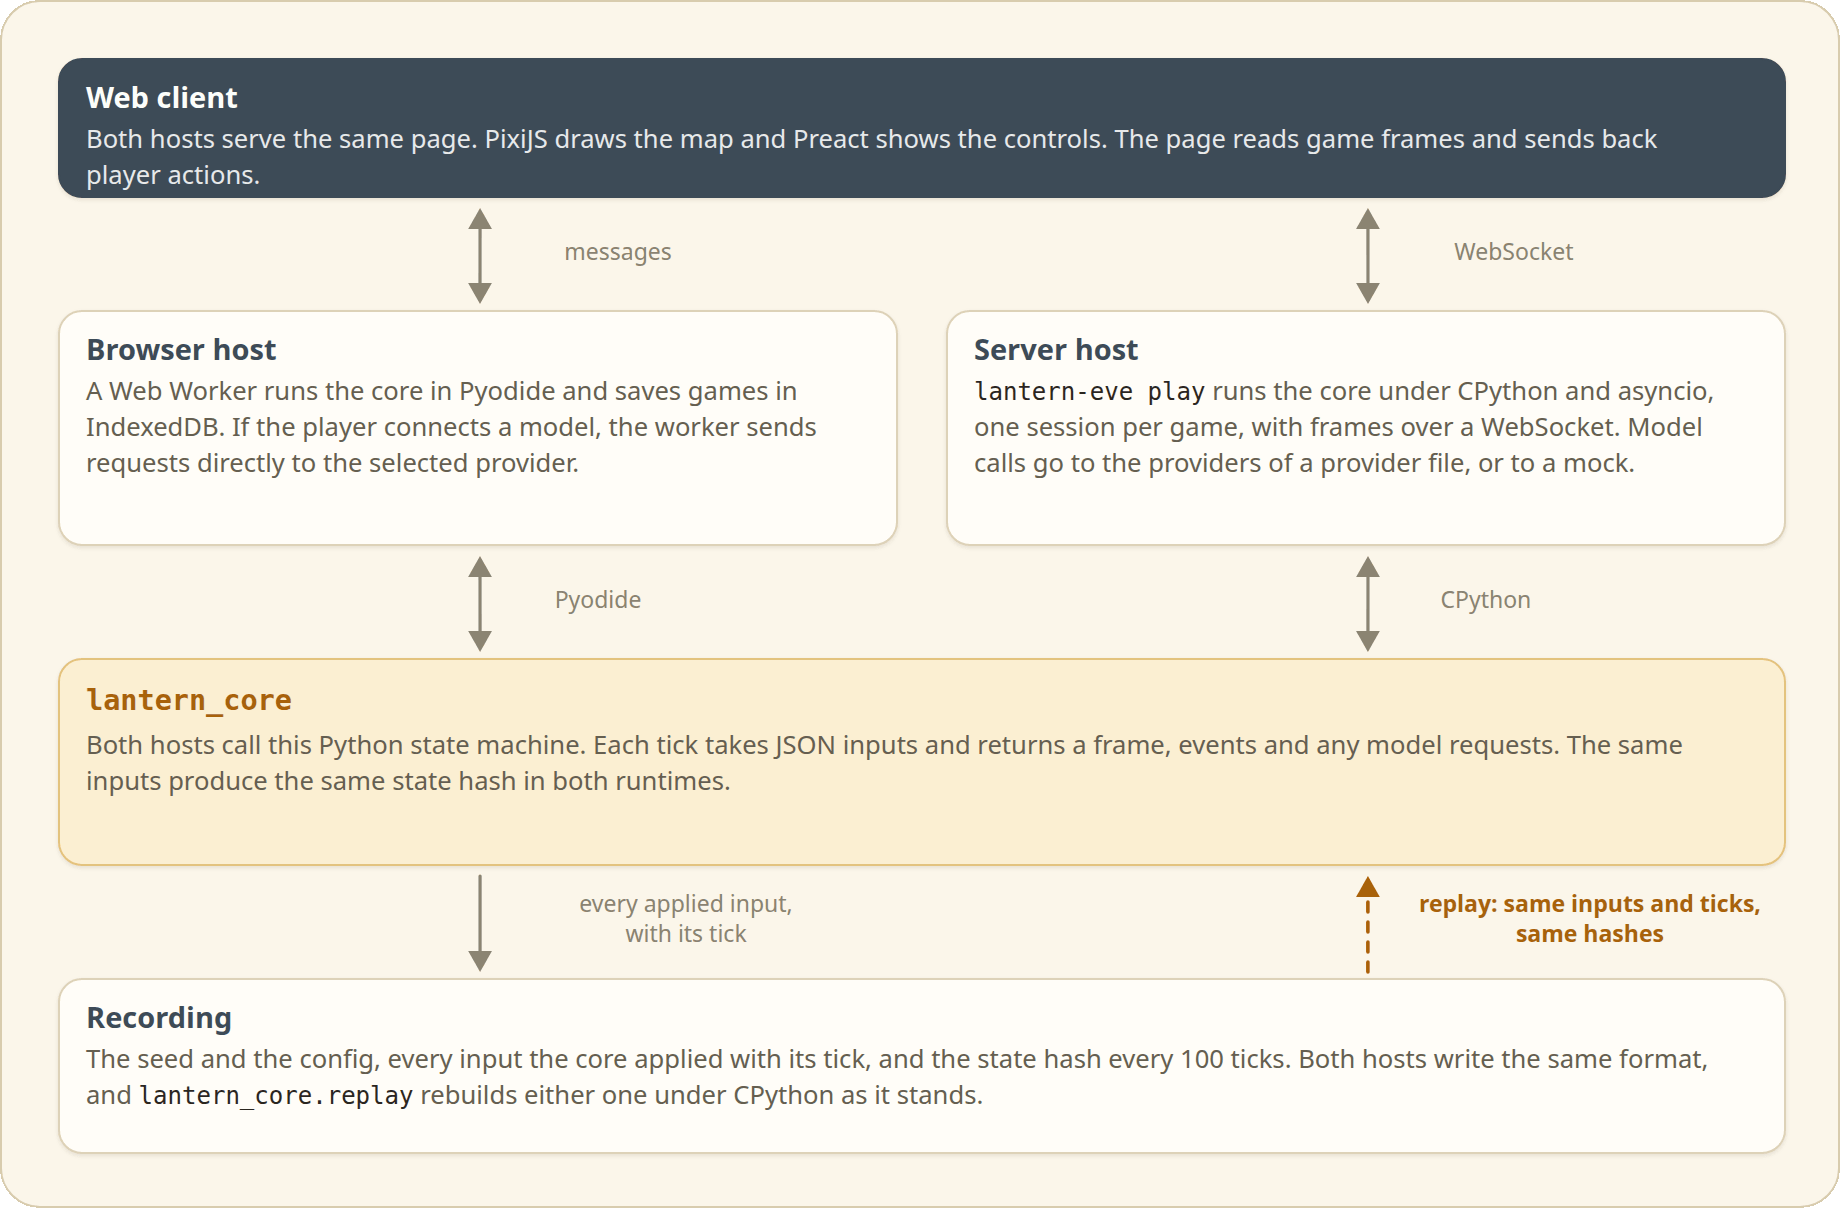 Web client
Both hosts serve the same page. PixiJS draws the map and Preact shows the controls. The page reads game frames and sends back
player actions.
messages
WebSocket
Browser host
A Web Worker runs the core in Pyodide and saves games in
IndexedDB. If the player connects a model, the worker sends
requests directly to the selected provider.
Server host
lantern-eve play runs the core under CPython and asyncio,
one session per game, with frames over a WebSocket. Model
calls go to the providers of a provider file, or to a mock.
Pyodide
CPython
lantern_core
Both hosts call this Python state machine. Each tick takes JSON inputs and returns a frame, events and any model requests. The same
inputs produce the same state hash in both runtimes.
every applied input,
with its tick
replay: same inputs and ticks,
same hashes
Recording
The seed and the config, every input the core applied with its tick, and the state hash every 100 ticks. Both hosts write the same format,
and lantern_core.replay rebuilds either one under CPython as it stands.